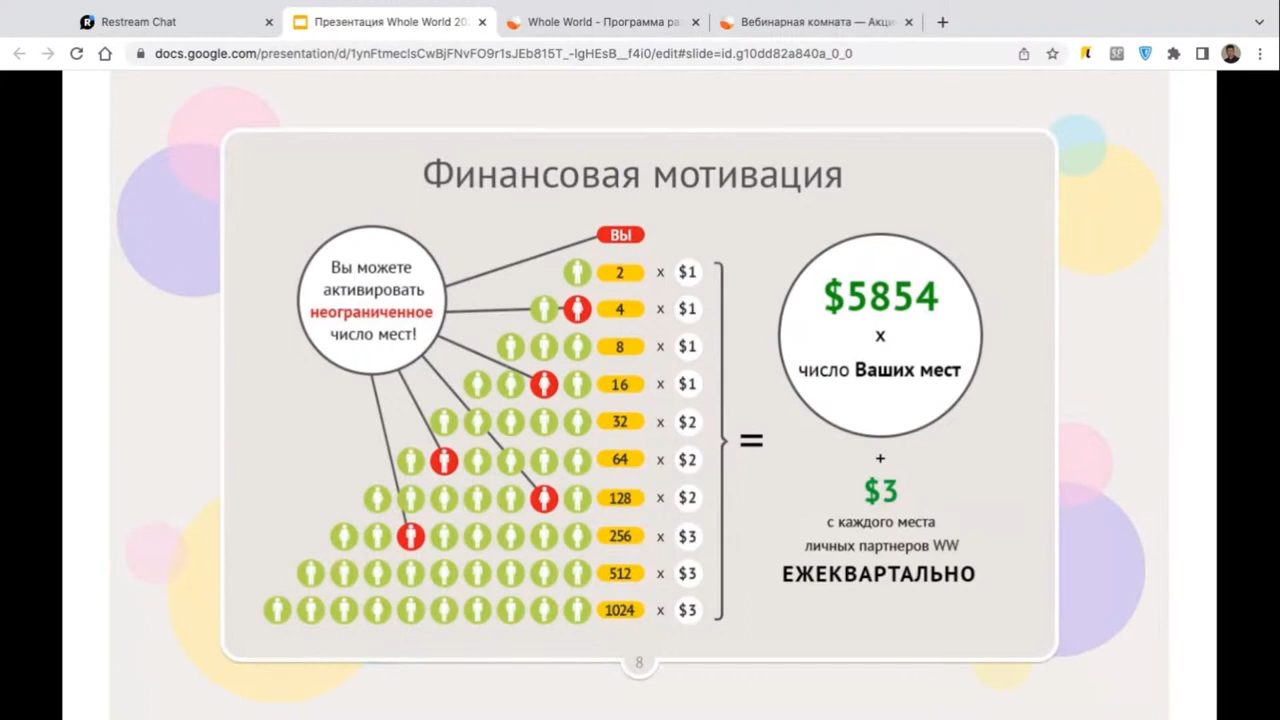 Restream Chat
Презентация Whole World 20
Whole World - Программа ра
Вебинарная комната — Акци
docs.google.com/presentation/d/1ynFtmeclsCwBjFNvFO9r1sJEb815T_-lgHEsB__f4i0/edit#slide=id.g10dd82a840a_0_0
Финансовая мотивация
Вы можете
активировать
неограниченное
число мест!
ВЫ
2 x $1
4 x $1
8 x $1
16 x $1
32 x $2
64 x $2
128 x $2
256 x $3
512 x $3
1024 x $3
=
$5854
x
число Ваших мест
+
$3
с каждого места
личных партнеров WW
ЕЖЕКВАРТАЛЬНО
8